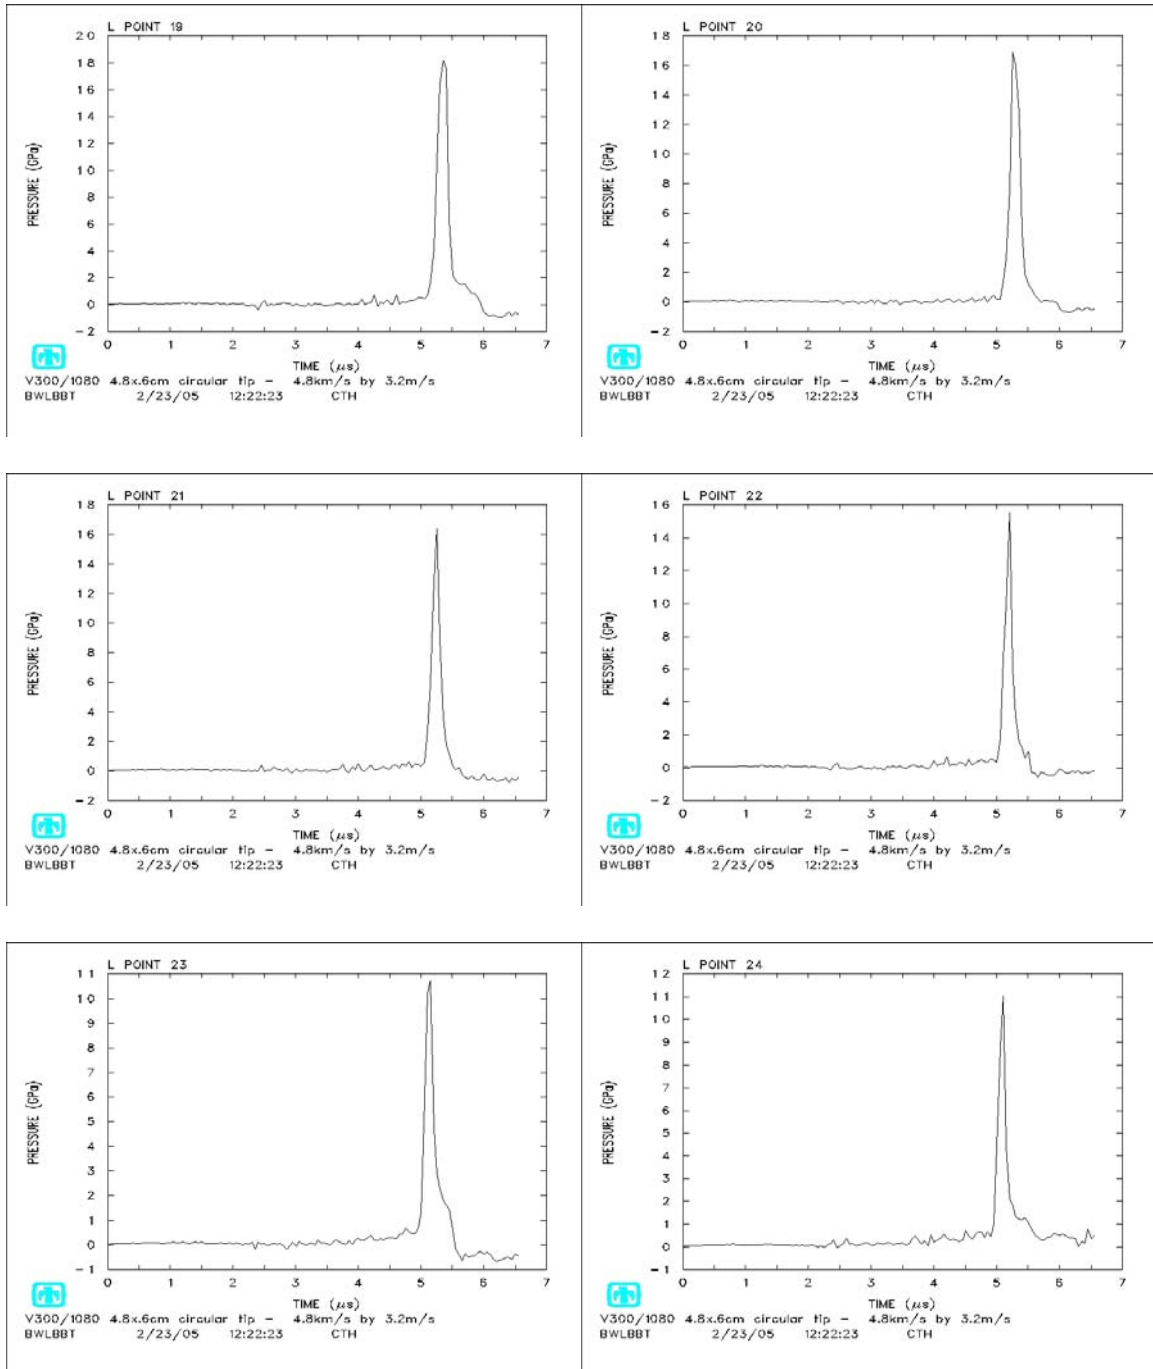 L POINT 19
20
18
16
14
12
10
8
6
4
2
0
-2
PRESSURE (GPa)
0 1 2 3 4 5 6 7
TIME (μs)
V300/1080 4.8x.6cm circular tip - 4.8km/s by 3.2m/s
BWLBBT 2/23/05 12:22:23 CTH
L POINT 20
18
16
14
12
10
8
6
4
2
0
-2
PRESSURE (GPa)
0 1 2 3 4 5 6 7
TIME (μs)
V300/1080 4.8x.6cm circular tip - 4.8km/s by 3.2m/s
BWLBBT 2/23/05 12:22:23 CTH
L POINT 21
18
16
14
12
10
8
6
4
2
0
-2
PRESSURE (GPa)
0 1 2 3 4 5 6 7
TIME (μs)
V300/1080 4.8x.6cm circular tip - 4.8km/s by 3.2m/s
BWLBBT 2/23/05 12:22:23 CTH
L POINT 22
16
14
12
10
8
6
4
2
0
-2
PRESSURE (GPa)
0 1 2 3 4 5 6 7
TIME (μs)
V300/1080 4.8x.6cm circular tip - 4.8km/s by 3.2m/s
BWLBBT 2/23/05 12:22:23 CTH
L POINT 23
11
10
9
8
7
6
5
4
3
2
1
0
-1
PRESSURE (GPa)
0 1 2 3 4 5 6 7
TIME (μs)
V300/1080 4.8x.6cm circular tip - 4.8km/s by 3.2m/s
BWLBBT 2/23/05 12:22:23 CTH
L POINT 24
12
11
10
9
8
7
6
5
4
3
2
1
0
-1
PRESSURE (GPa)
0 1 2 3 4 5 6 7
TIME (μs)
V300/1080 4.8x.6cm circular tip - 4.8km/s by 3.2m/s
BWLBBT 2/23/05 12:22:23 CTH